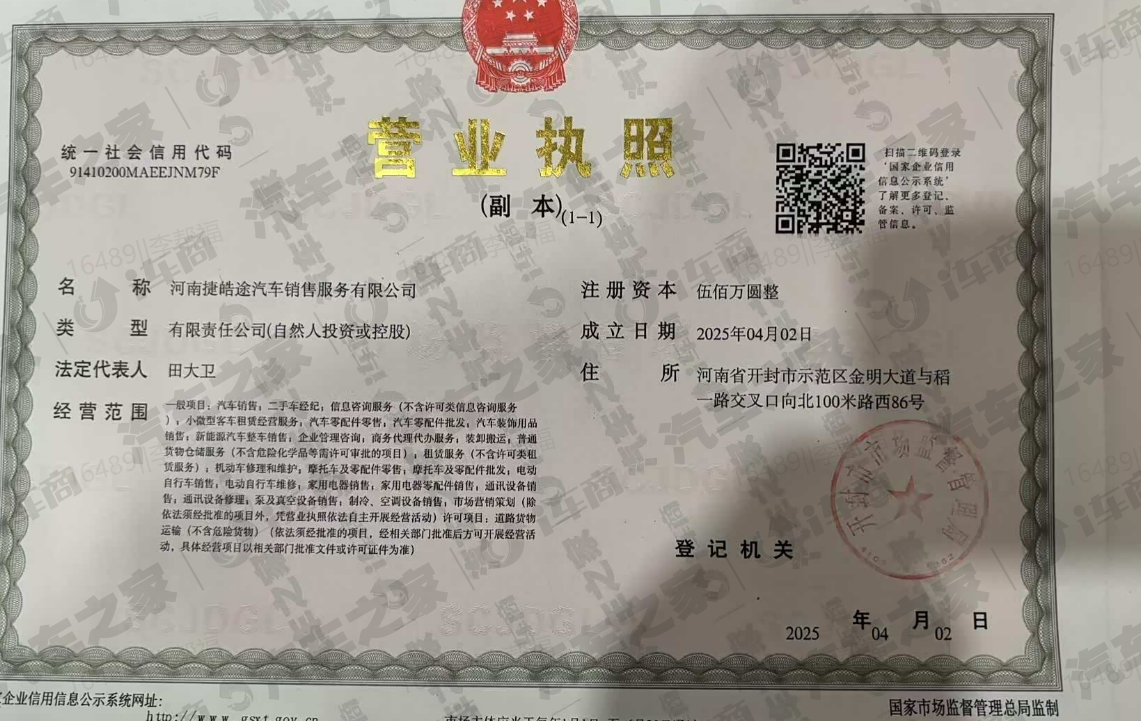 营业执照
(副 本)(1-1)
统一社会信用代码
91410200MAEEJNM79F
扫描二维码登录
‘国家企业信用
信息公示系统’
了解更多登记、
备案、许可、监
管信息。
名 称 河南捷皓途汽车销售服务有限公司
类 型 有限责任公司(自然人投资或控股)
法定代表人 田大卫
经营范围 一般项目：汽车销售；二手车经纪；信息咨询服务（不含许可类信息咨询服务
）；小微型客车租赁经营服务；汽车零配件零售；汽车零配件批发；汽车装饰用品
销售；新能源汽车整车销售；企业管理咨询；商务代理代办服务；装卸搬运；普通
货物仓储服务（不含危险化学品等需许可审批的项目）；租赁服务（不含许可类租
赁服务）；机动车修理和维护；摩托车及零配件零售；摩托车及零配件批发；电动
自行车销售；电动自行车维修；家用电器销售；家用电器零配件销售；通讯设备销
售；通讯设备修理；泵及真空设备销售；制冷、空调设备销售；市场营销策划（除
依法须经批准的项目外，凭营业执照依法自主开展经营活动）许可项目：道路货物
运输（不含危险货物）（依法须经批准的项目，经相关部门批准后方可开展经营活
动，具体经营项目以相关部门批准文件或许可证件为准）
注册资本 伍佰万圆整
成立日期 2025年04月02日
住 所 河南省开封市示范区金明大道与稻
一路交叉口向北100米路西86号
开封市市场监督管理局
登记机关
2025 年 04 月 02 日
企业信用信息公示系统网址：
http://www.gsxt.gov.cn
国家市场监督管理总局监制
汽车之家
i车商
16489